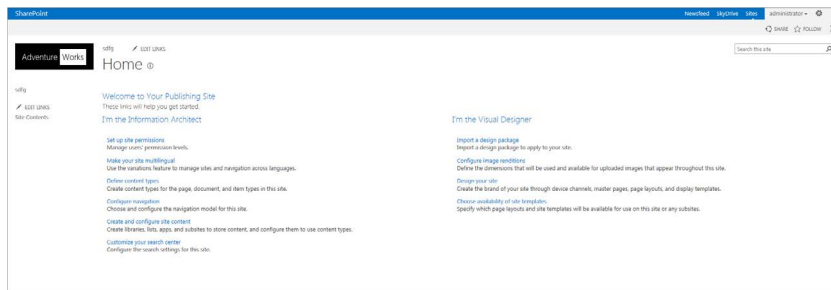 SharePoint
Newsfeed SkyDrive Sites administrator
SHARE FOLLOW
Adventure Works
sdfg EDIT LINKS
Home
Search this site
sdfg
EDIT LINKS
Site Contents
Welcome to Your Publishing Site
These links will help you get started.
I'm the Information Architect
Set up site permissions
Manage users' permission levels.
Make your site multilingual
Use the variations feature to manage sites and navigation across languages.
Define content types
Create content types for the page, document, and item types in this site.
Configure navigation
Choose and configure the navigation model for this site.
Create and configure site content
Create libraries, lists, apps, and subsites to store content, and configure them to use content types.
Customize your search center
Configure the search settings for this site.
I'm the Visual Designer
Import a design package
Import a design package to apply to your site.
Configure image renditions
Define the dimensions that will be used and available for uploaded images that appear throughout this site.
Design your site
Create the brand of your site through device channels, master pages, page layouts, and display templates.
Choose availability of site templates
Specify which page layouts and site templates will be available for use on this site or any subsites.